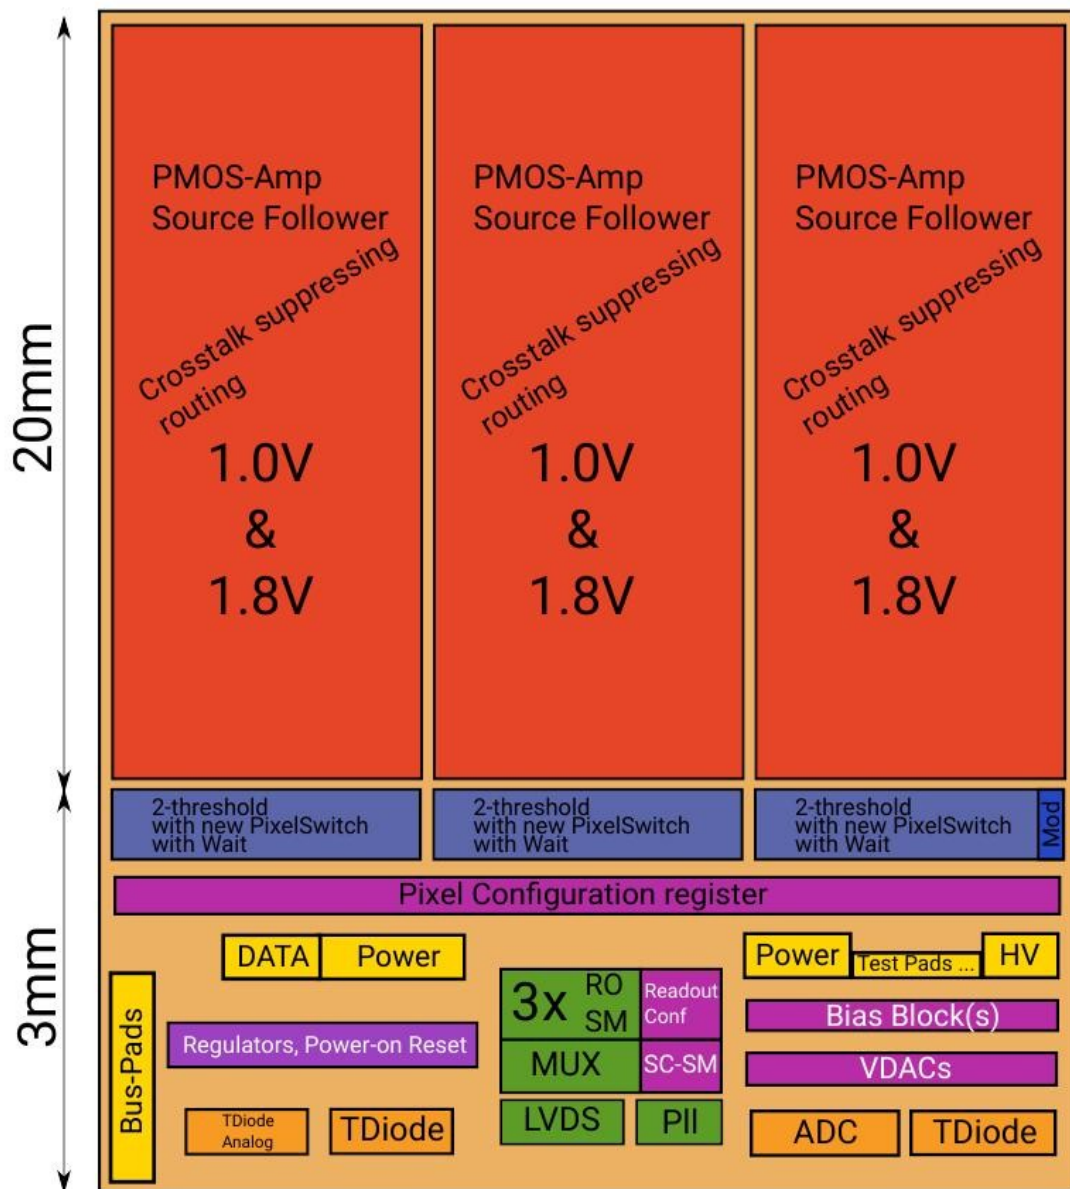 20mm
PMOS-Amp
Source Follower
Crosstalk suppressing
routing
1.0V
&
1.8V
PMOS-Amp
Source Follower
Crosstalk suppressing
routing
1.0V
&
1.8V
PMOS-Amp
Source Follower
Crosstalk suppressing
routing
1.0V
&
1.8V
3mm
2-threshold
with new PixelSwitch
with Wait
2-threshold
with new PixelSwitch
with Wait
2-threshold
with new PixelSwitch
with Wait
Mod
Pixel Configuration register
DATA
Power
Power
Test Pads ...
HV
Bus-Pads
Regulators, Power-on Reset
3x
RO
SM
Readout
Conf
MUX
SC-SM
LVDS
Pll
Bias Block(s)
VDACs
TDiode
Analog
TDiode
ADC
TDiode